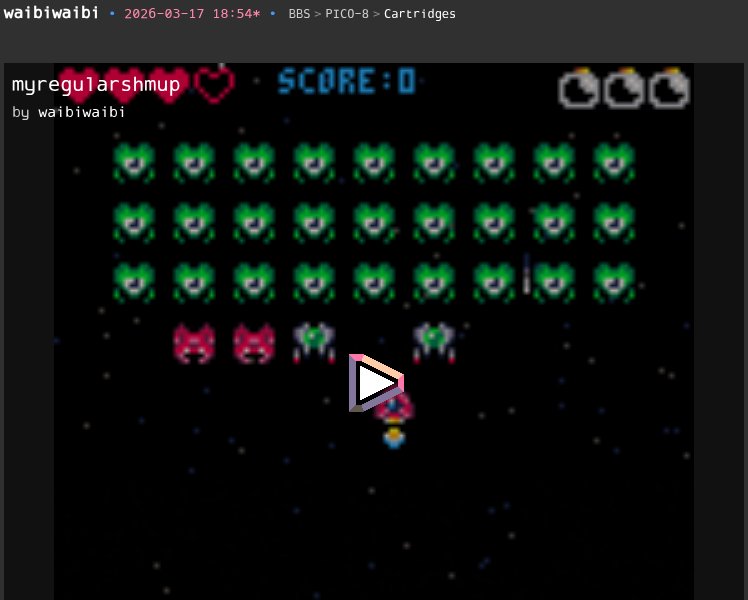 waibiwaibi • 2026-03-17 18:54* • BBS > PICO-8 > Cartridges
SCORE:0
myregularshmup
by waibiwaibi